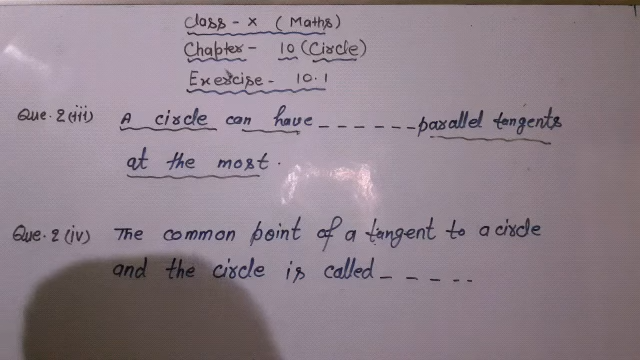 Class - X (Maths)
Chapter - 10 (Circle)
Exercise - 10.1
Que. 2(iii) A circle can have ------ parallel tangents
at the most.
Que. 2(iv) The common point of a tangent to a circle
and the circle is called -----